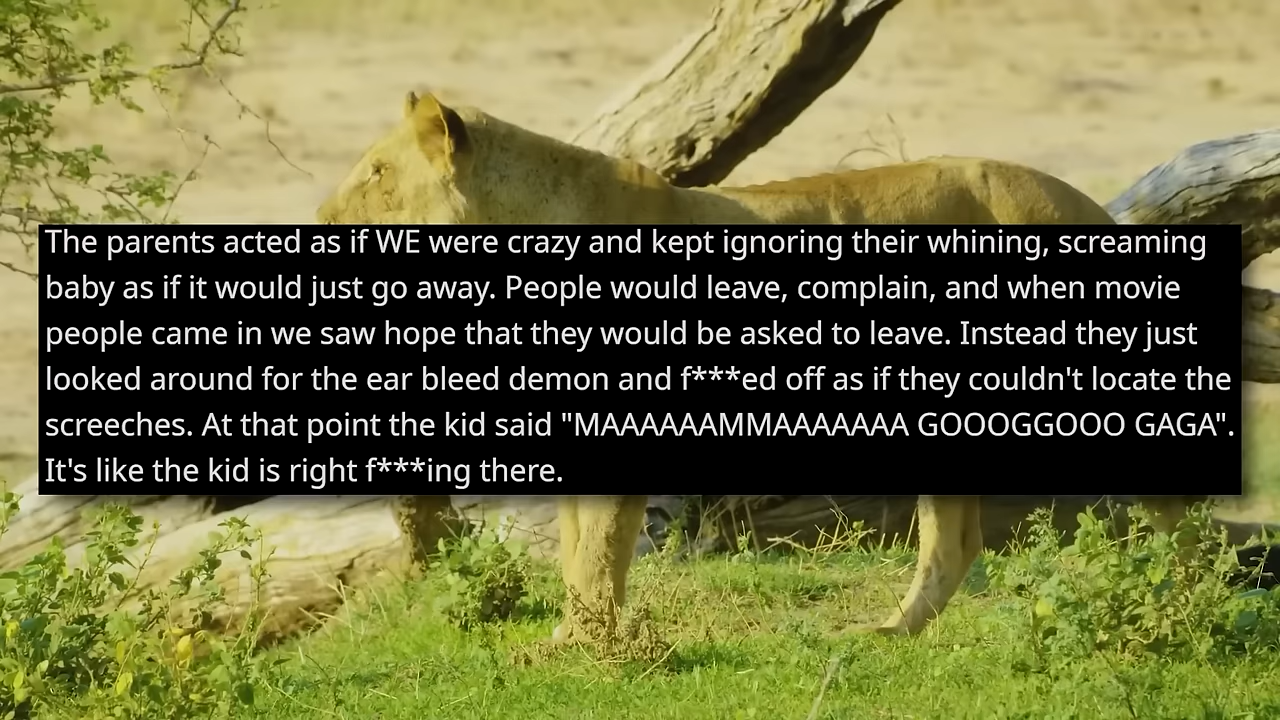 The parents acted as if WE were crazy and kept ignoring their whining, screaming
baby as if it would just go away. People would leave, complain, and when movie
people came in we saw hope that they would be asked to leave. Instead they just
looked around for the ear bleed demon and f***ed off as if they couldn't locate the
screeches. At that point the kid said "MAAAAAAMMAAAAAAA GOOOGGOOO GAGA".
It's like the kid is right f***ing there.